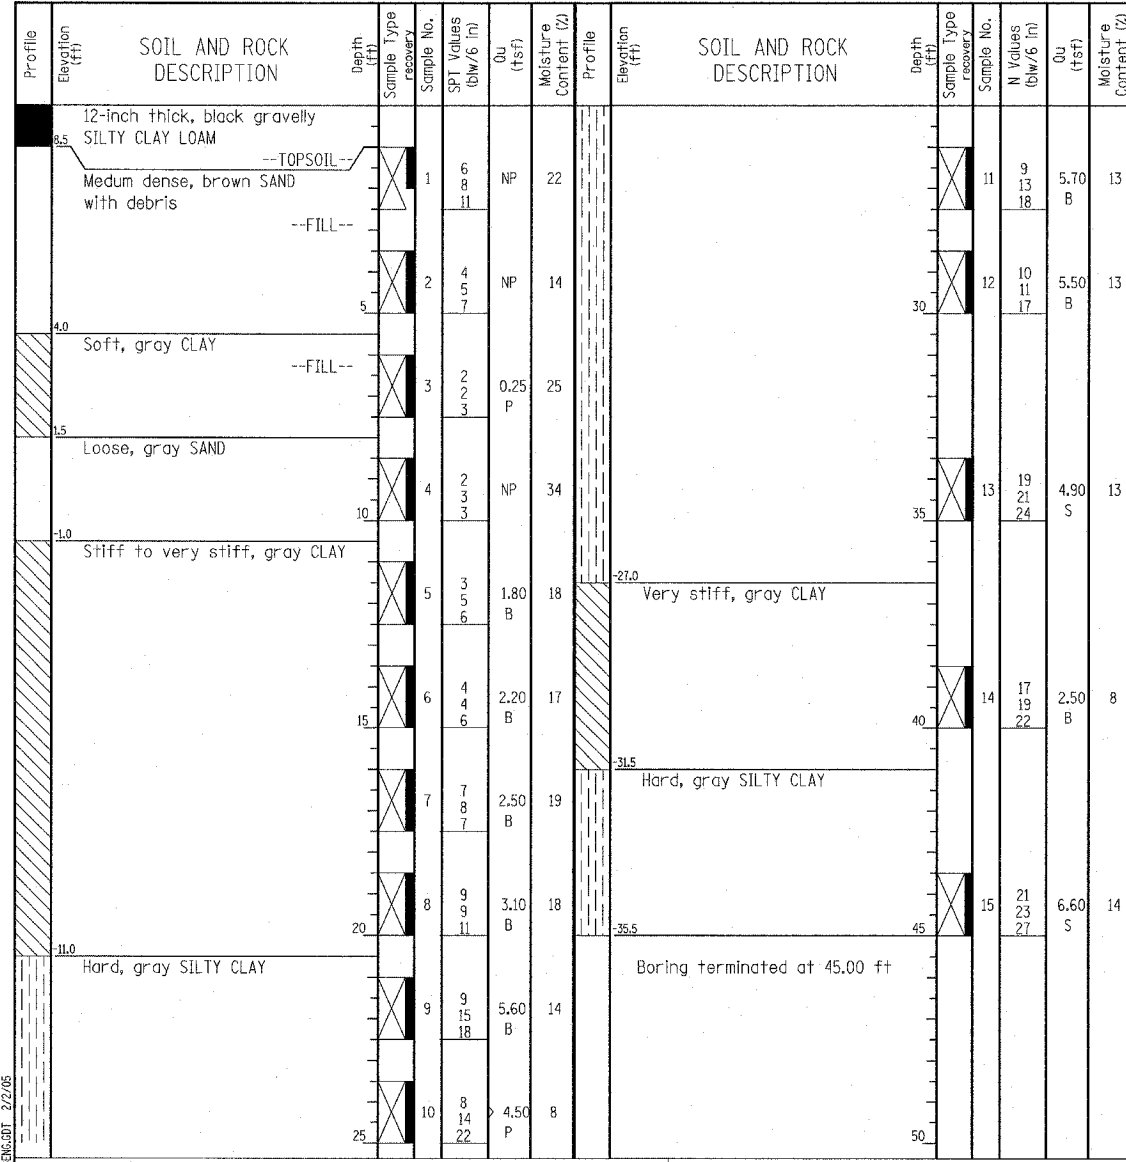 Profile
Elevation (ft)
SOIL AND ROCK DESCRIPTION
Depth (ft)
Sample Type recovery
Sample No.
SPT Values (blw/6 in)
Qu (tsf)
Moisture Content (%)
12-inch thick, black gravelly
SILTY CLAY LOAM
8.5
--TOPSOIL--
Medum dense, brown SAND
with debris
--FILL--
1 6 8 11 NP 22
2 4 5 7 NP 14
5
4.0
Soft, gray CLAY
--FILL--
3 2 2 3 0.25 P 25
1.5
Loose, gray SAND
4 2 3 3 NP 34
10
-1.0
Stiff to very stiff, gray CLAY
5 3 5 6 1.80 B 18
6 4 4 6 2.20 B 17
15
7 7 8 7 2.50 B 19
8 9 9 11 3.10 B 18
20
-11.0
Hard, gray SILTY CLAY
9 9 15 18 5.60 B 14
10 8 14 22 > 4.50 P 8
25
Profile
Elevation (ft)
SOIL AND ROCK DESCRIPTION
Depth (ft)
Sample Type recovery
Sample No.
N Values (blw/6 in)
Qu (tsf)
Moisture Content (%)
11 9 13 18 5.70 B 13
12 10 11 17 5.50 B 13
30
13 19 21 24 4.90 S 13
35
-27.0
Very stiff, gray CLAY
14 17 19 22 2.50 B 8
40
-31.5
Hard, gray SILTY CLAY
15 21 23 27 6.60 S 14
-35.5
45
Boring terminated at 45.00 ft
50
ENG.GDT 2/2/05